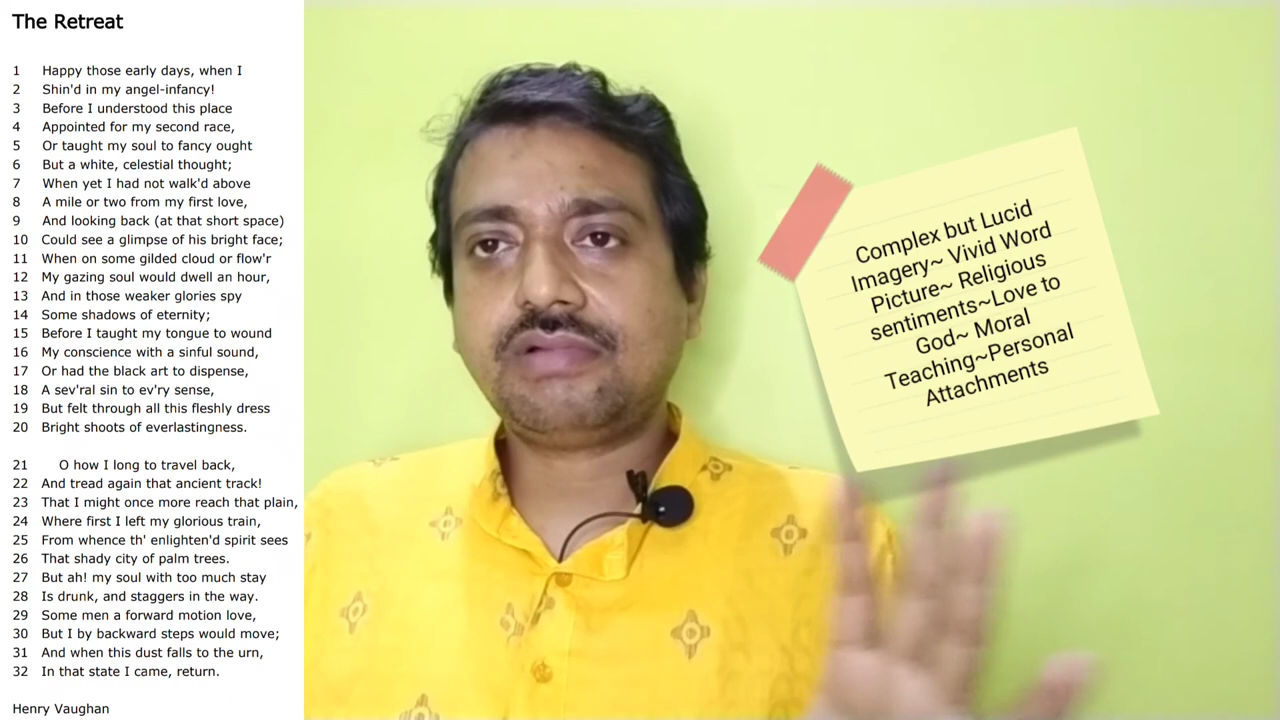 The Retreat
1 Happy those early days, when I
2 Shin'd in my angel-infancy!
3 Before I understood this place
4 Appointed for my second race,
5 Or taught my soul to fancy ought
6 But a white, celestial thought;
7 When yet I had not walk'd above
8 A mile or two from my first love,
9 And looking back (at that short space)
10 Could see a glimpse of his bright face;
11 When on some gilded cloud or flow'r
12 My gazing soul would dwell an hour,
13 And in those weaker glories spy
14 Some shadows of eternity;
15 Before I taught my tongue to wound
16 My conscience with a sinful sound,
17 Or had the black art to dispense,
18 A sev'ral sin to ev'ry sense,
19 But felt through all this fleshly dress
20 Bright shoots of everlastingness.
21 O how I long to travel back,
22 And tread again that ancient track!
23 That I might once more reach that plain,
24 Where first I left my glorious train,
25 From whence th' enlighten'd spirit sees
26 That shady city of palm trees.
27 But ah! my soul with too much stay
28 Is drunk, and staggers in the way.
29 Some men a forward motion love,
30 But I by backward steps would move;
31 And when this dust falls to the urn,
32 In that state I came, return.
Henry Vaughan
Complex but Lucid
Imagery~ Vivid Word
Picture~ Religious
sentiments~Love to
God~ Moral
Teaching~Personal
Attachments